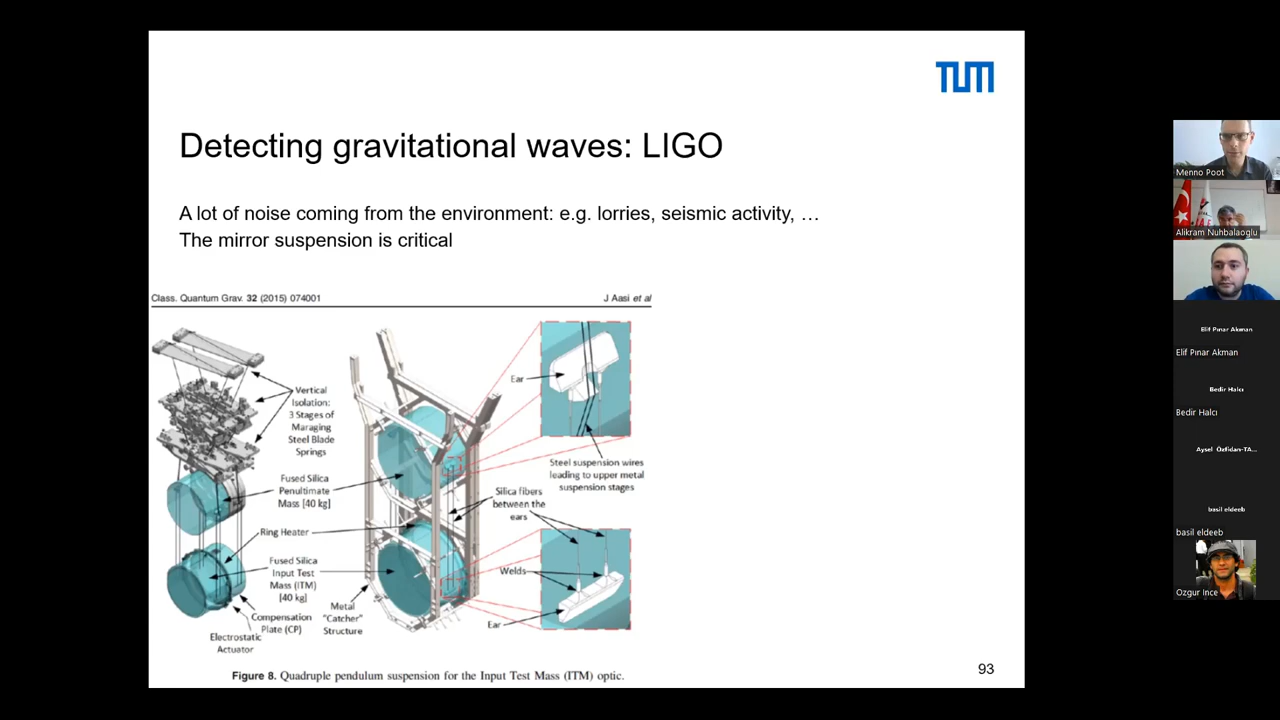 TUM
Detecting gravitational waves: LIGO
A lot of noise coming from the environment: e.g. lorries, seismic activity, …
The mirror suspension is critical
Class. Quantum Grav. 32 (2015) 074001
J Aasi et al
Vertical
Isolation:
3 Stages of
Maraging
Steel Blade
Springs
Fused Silica
Penultimate
Mass [40 kg]
Ring Heater
Fused Silica
Input Test
Mass (ITM)
[40 kg]
Compensation
Plate (CP)
Electrostatic
Actuator
Metal
"Catcher"
Structure
Ear
Steel suspension wires
leading to upper metal
suspension stages
Silica fibers
between the
ears
Welds
Ear
Figure 8. Quadruple pendulum suspension for the Input Test Mass (ITM) optic.
93
Menno Poot
Alikram Nuhbalaoglu
Elif Pınar Akman
Elif Pınar Akman
Bedir Halcı
Bedir Halcı
Aysel Özfidan-TA...
basil eldeeb
basil eldeeb
Ozgur Ince